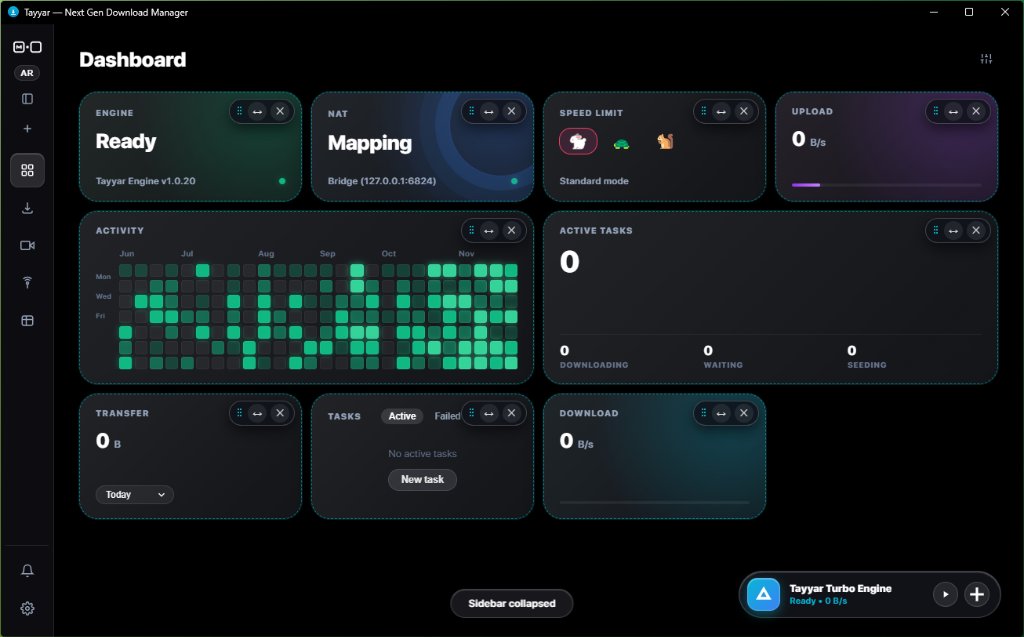 Tayyar — Next Gen Download Manager
AR
Dashboard
ENGINE
Ready
Tayyar Engine v1.0.20
NAT
Mapping
Bridge (127.0.0.1:6824)
SPEED LIMIT
Standard mode
UPLOAD
0 B/s
ACTIVITY
Jun Jul Aug Sep Oct Nov
Mon
Wed
Fri
ACTIVE TASKS
0
0 0 0
DOWNLOADING WAITING SEEDING
TRANSFER
0 B
Today
TASKS Active Failed
No active tasks
New task
DOWNLOAD
0 B/s
Sidebar collapsed
Tayyar Turbo Engine
Ready • 0 B/s